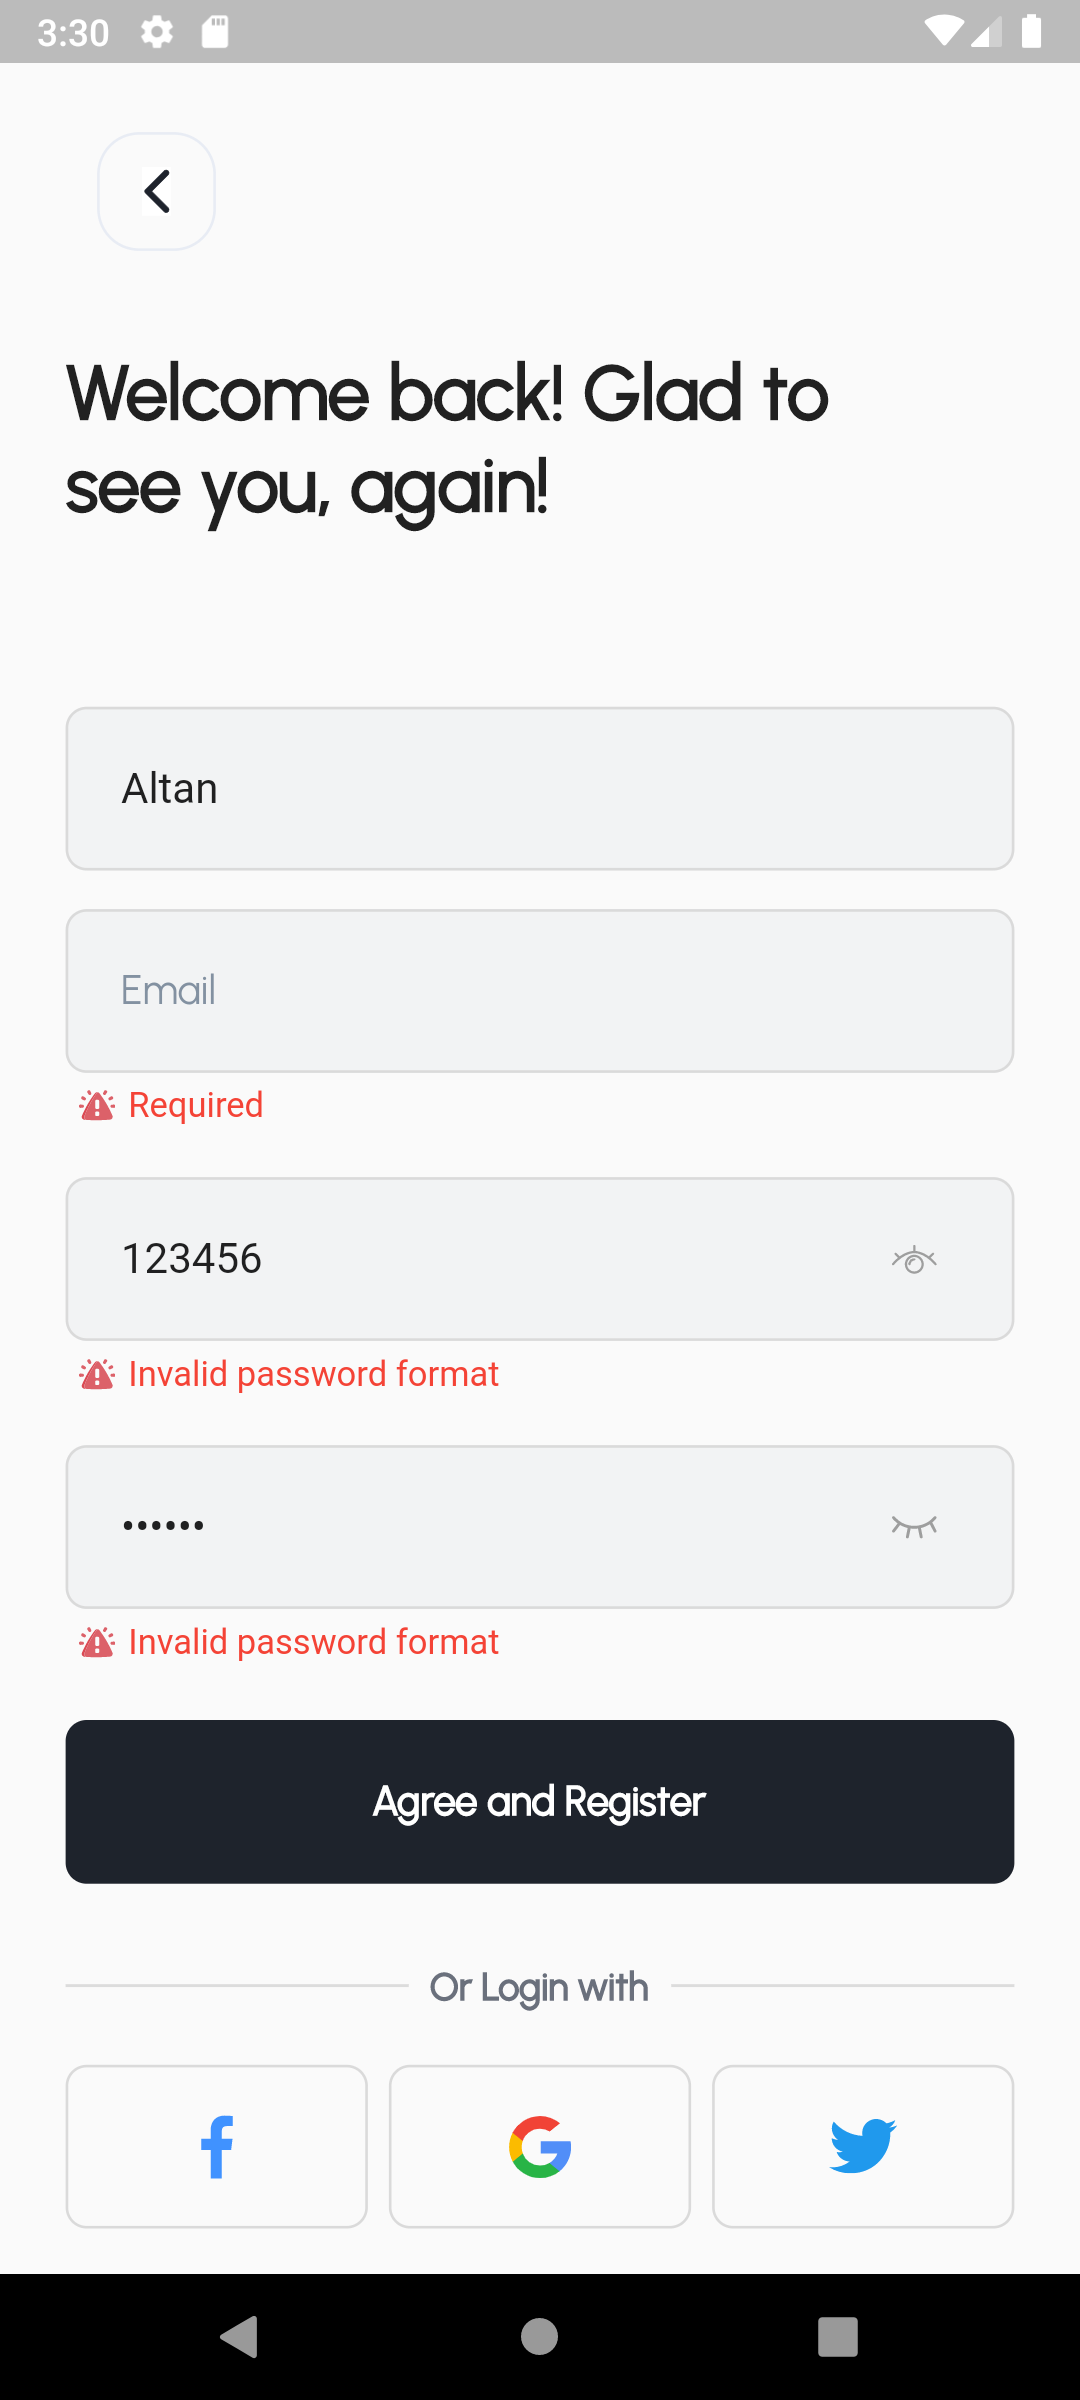 3:30
Welcome back! Glad to
see you, again!
Altan
Email
Required
123456
Invalid password format
••••••
Invalid password format
Agree and Register
Or Login with